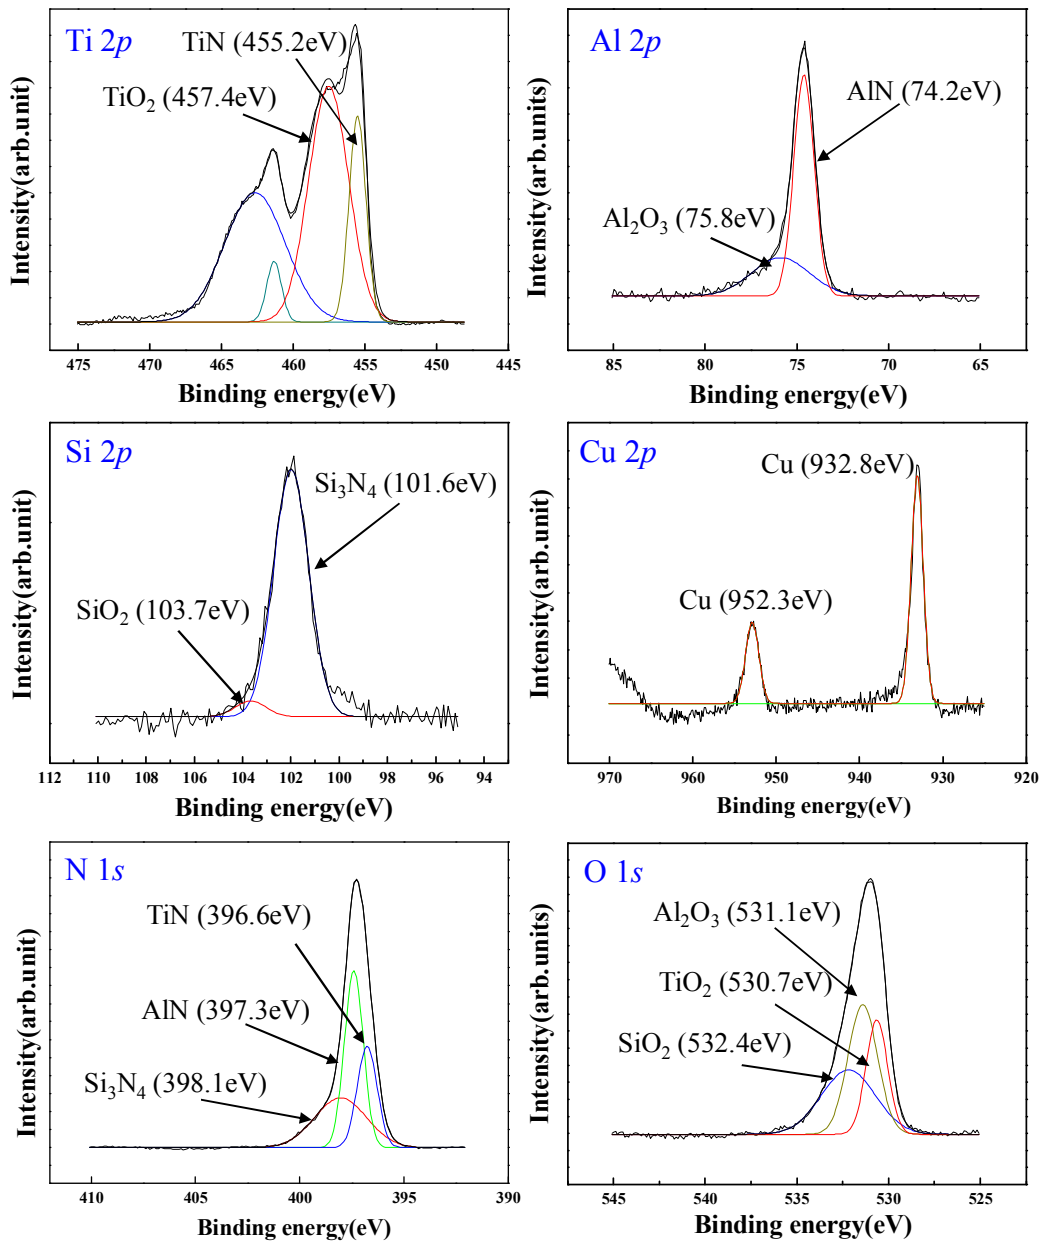 Ti 2p
TiN (455.2eV)
TiO₂ (457.4eV)
Intensity(arb.unit)
475 470 465 460 455 450 445
Binding energy(eV)
Al 2p
AlN (74.2eV)
Al₂O₃ (75.8eV)
Intensity(arb.units)
85 80 75 70 65
Binding energy(eV)
Si 2p
Si₃N₄ (101.6eV)
SiO₂ (103.7eV)
Intensity(arb.unit)
112 110 108 106 104 102 100 98 96 94
Binding energy(eV)
Cu 2p
Cu (932.8eV)
Cu (952.3eV)
Intensity(arb.unit)
970 960 950 940 930 920
Binding energy(eV)
N 1s
TiN (396.6eV)
AlN (397.3eV)
Si₃N₄ (398.1eV)
Intensity(arb.unit)
410 405 400 395 390
Binding energy(eV)
O 1s
Al₂O₃ (531.1eV)
TiO₂ (530.7eV)
SiO₂ (532.4eV)
Intensity(arb.units)
545 540 535 530 525
Binding energy(eV)